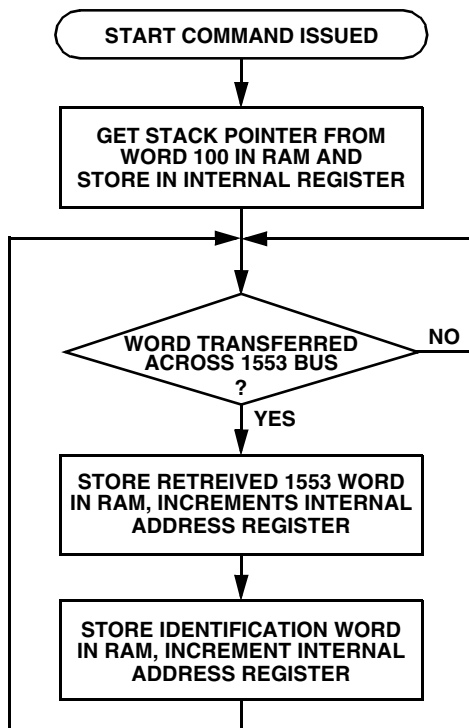 START COMMAND ISSUED
GET STACK POINTER FROM
WORD 100 IN RAM AND
STORE IN INTERNAL REGISTER
WORD TRANSFERRED
ACROSS 1553 BUS
?
NO
YES
STORE RETREIVED 1553 WORD
IN RAM, INCREMENTS INTERNAL
ADDRESS REGISTER
STORE IDENTIFICATION WORD
IN RAM, INCREMENT INTERNAL
ADDRESS REGISTER